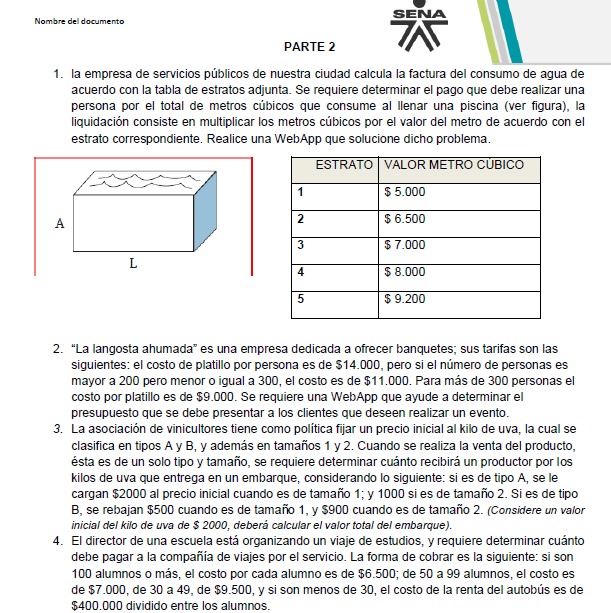 Nombre del documento
SENA
PARTE 2
1. la empresa de servicios públicos de nuestra ciudad calcula la factura del consumo de agua de
acuerdo con la tabla de estratos adjunta. Se requiere determinar el pago que debe realizar una
persona por el total de metros cúbicos que consume al llenar una piscina (ver figura), la
liquidación consiste en multiplicar los metros cúbicos por el valor del metro de acuerdo con el
estrato correspondiente. Realice una WebApp que solucione dicho problema.
A
L
ESTRATO VALOR METRO CÚBICO
1 $ 5.000
2 $ 6.500
3 $ 7.000
4 $ 8.000
5 $ 9.200
2. “La langosta ahumada” es una empresa dedicada a ofrecer banquetes; sus tarifas son las
siguientes: el costo de platillo por persona es de $14.000, pero si el número de personas es
mayor a 200 pero menor o igual a 300, el costo es de $11.000. Para más de 300 personas el
costo por platillo es de $9.000. Se requiere una WebApp que ayude a determinar el
presupuesto que se debe presentar a los clientes que deseen realizar un evento.
3. La asociación de vinicultores tiene como política fijar un precio inicial al kilo de uva, la cual se
clasifica en tipos A y B, y además en tamaños 1 y 2. Cuando se realiza la venta del producto,
ésta es de un solo tipo y tamaño, se requiere determinar cuánto recibirá un productor por los
kilos de uva que entrega en un embarque, considerando lo siguiente: si es de tipo A, se le
cargan $2000 al precio inicial cuando es de tamaño 1; y 1000 si es de tamaño 2. Si es de tipo
B, se rebajan $500 cuando es de tamaño 1, y $900 cuando es de tamaño 2. (Considere un valor
inicial del kilo de uva de $ 2000, deberá calcular el valor total del embarque).
4. El director de una escuela está organizando un viaje de estudios, y requiere determinar cuánto
debe pagar a la compañía de viajes por el servicio. La forma de cobrar es la siguiente: si son
100 alumnos o más, el costo por cada alumno es de $6.500; de 50 a 99 alumnos, el costo es
de $7.000, de 30 a 49, de $9.500, y si son menos de 30, el costo de la renta del autobús es de
$400.000 dividido entre los alumnos.